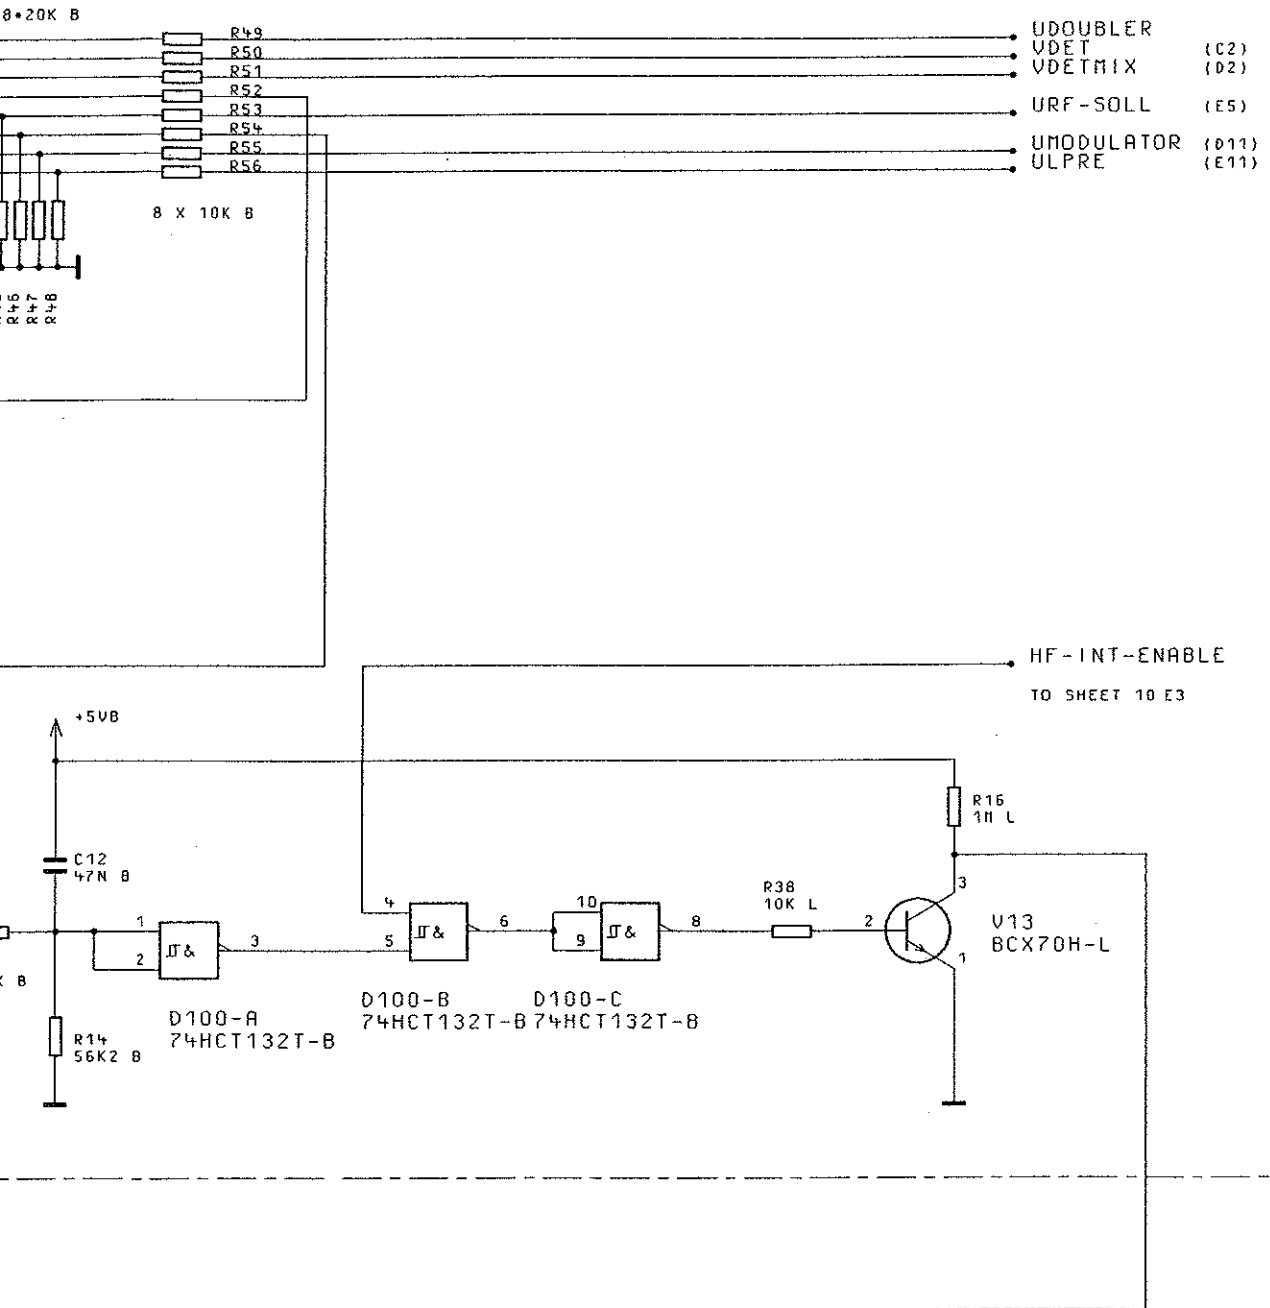 8*20K B
R49
R50
R51
R52
R53
R54
R55
R56
UDOUBLER
VDET (C2)
VDETMIX (D2)
URF-SOLL (E5)
UMODULATOR (D11)
ULPRE (E11)
8 X 10K B
R46
R47
R48
HF-INT-ENABLE
TO SHEET 10 E3
+5VB
R16
1M L
C12
47N B
1
2
3
4
5
6
10
9
8
R38
10K L
2
3
1
V13
BCX70H-L
K B
R14
56K2 B
&
&
&
D100-A
74HCT132T-B
D100-B
74HCT132T-B
D100-C
74HCT132T-B